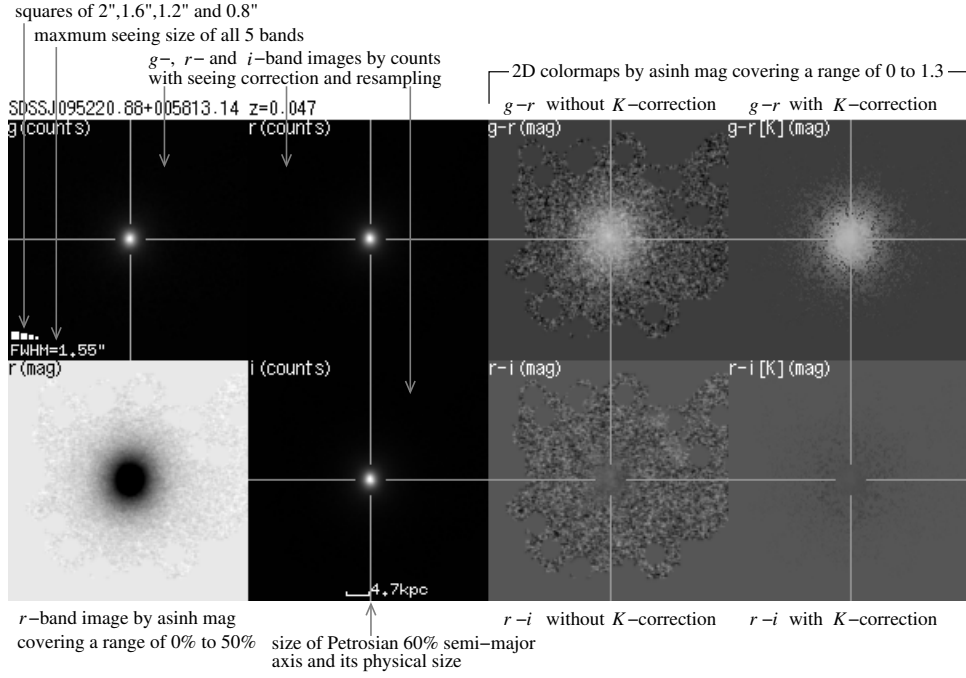 squares of 2",1.6",1.2" and 0.8"
maxmum seeing size of all 5 bands
g−, r− and i−band images by counts
with seeing correction and resampling
2D colormaps by asinh mag covering a range of 0 to 1.3
SDSSJ095220.88+005813.14 z=0.047
g−r without K−correction
g−r with K−correction
g(counts)
r(counts)
g-r(mag)
g-r[K](mag)
FWHM=1.55"
r(mag)
i(counts)
r-i(mag)
r-i[K](mag)
4.7kpc
r−band image by asinh mag
covering a range of 0% to 50%
size of Petrosian 60% semi−major
axis and its physical size
r−i without K−correction
r−i with K−correction